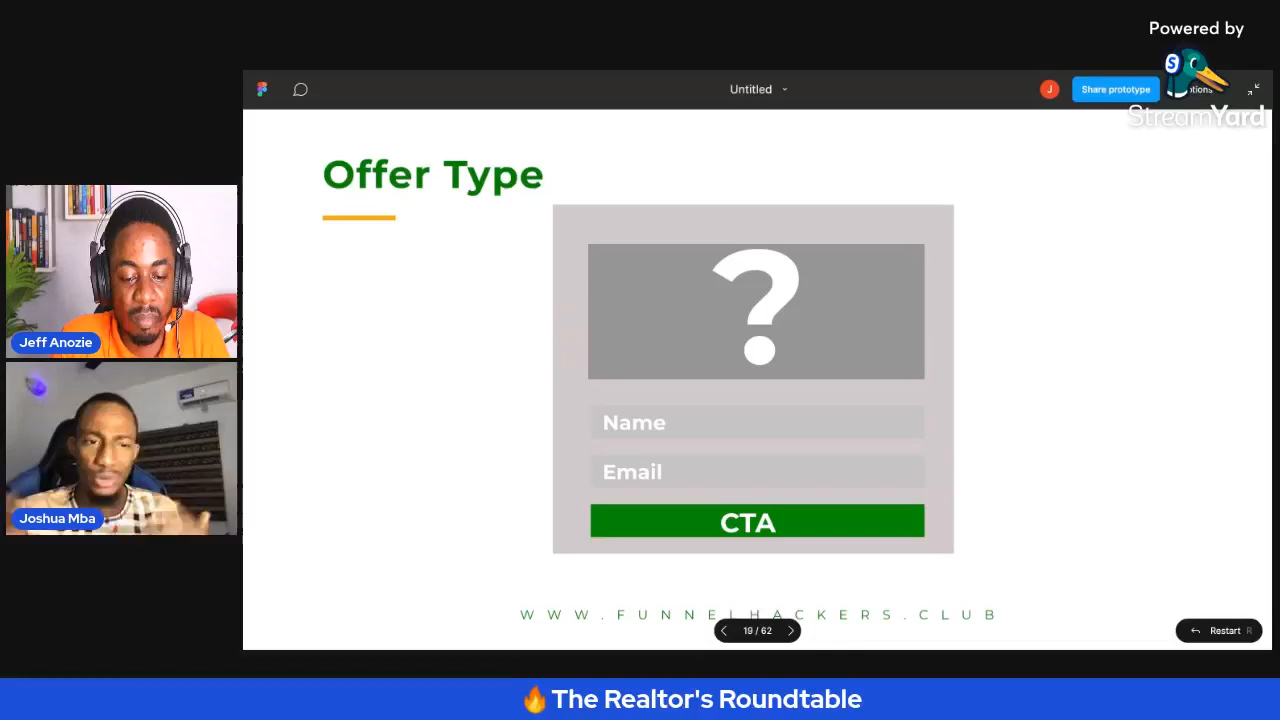 Powered by
StreamYard
Untitled
J
Share prototype
Offer Type
?
Name
Email
CTA
WWW.FUNNELHACKERS.CLUB
19 / 62
Restart R
Jeff Anozie
Joshua Mba
🔥The Realtor's Roundtable